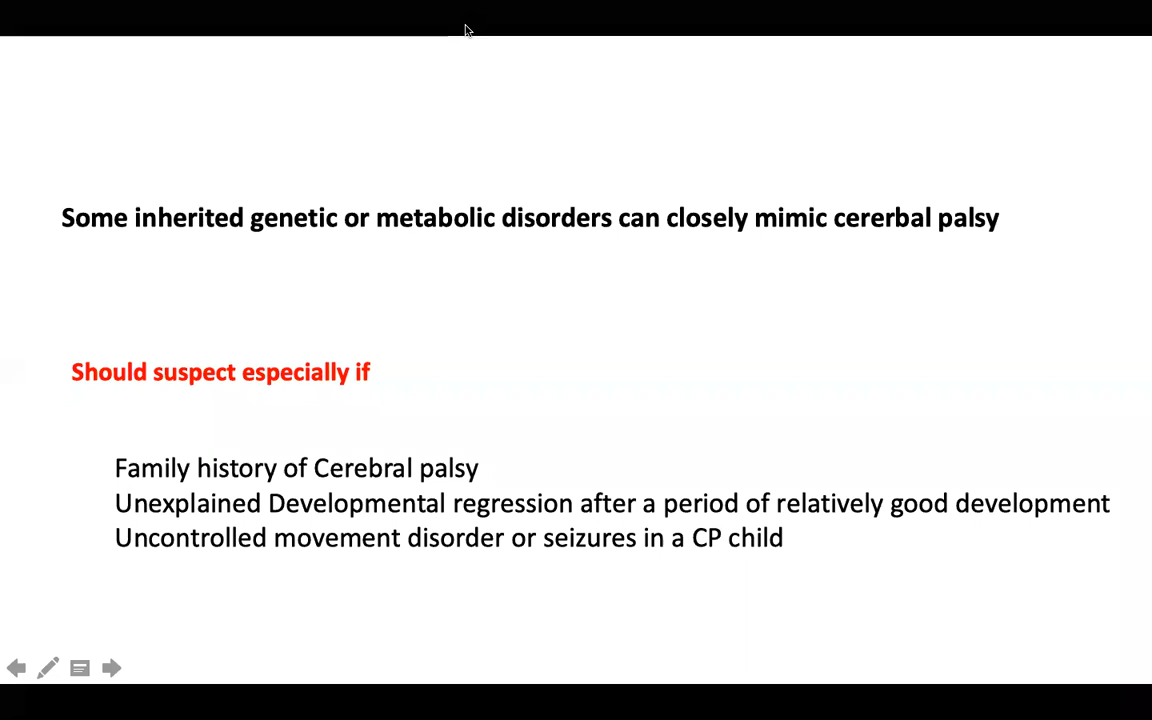 Some inherited genetic or metabolic disorders can closely mimic cererbal palsy
Should suspect especially if
Family history of Cerebral palsy
Unexplained Developmental regression after a period of relatively good development
Uncontrolled movement disorder or seizures in a CP child